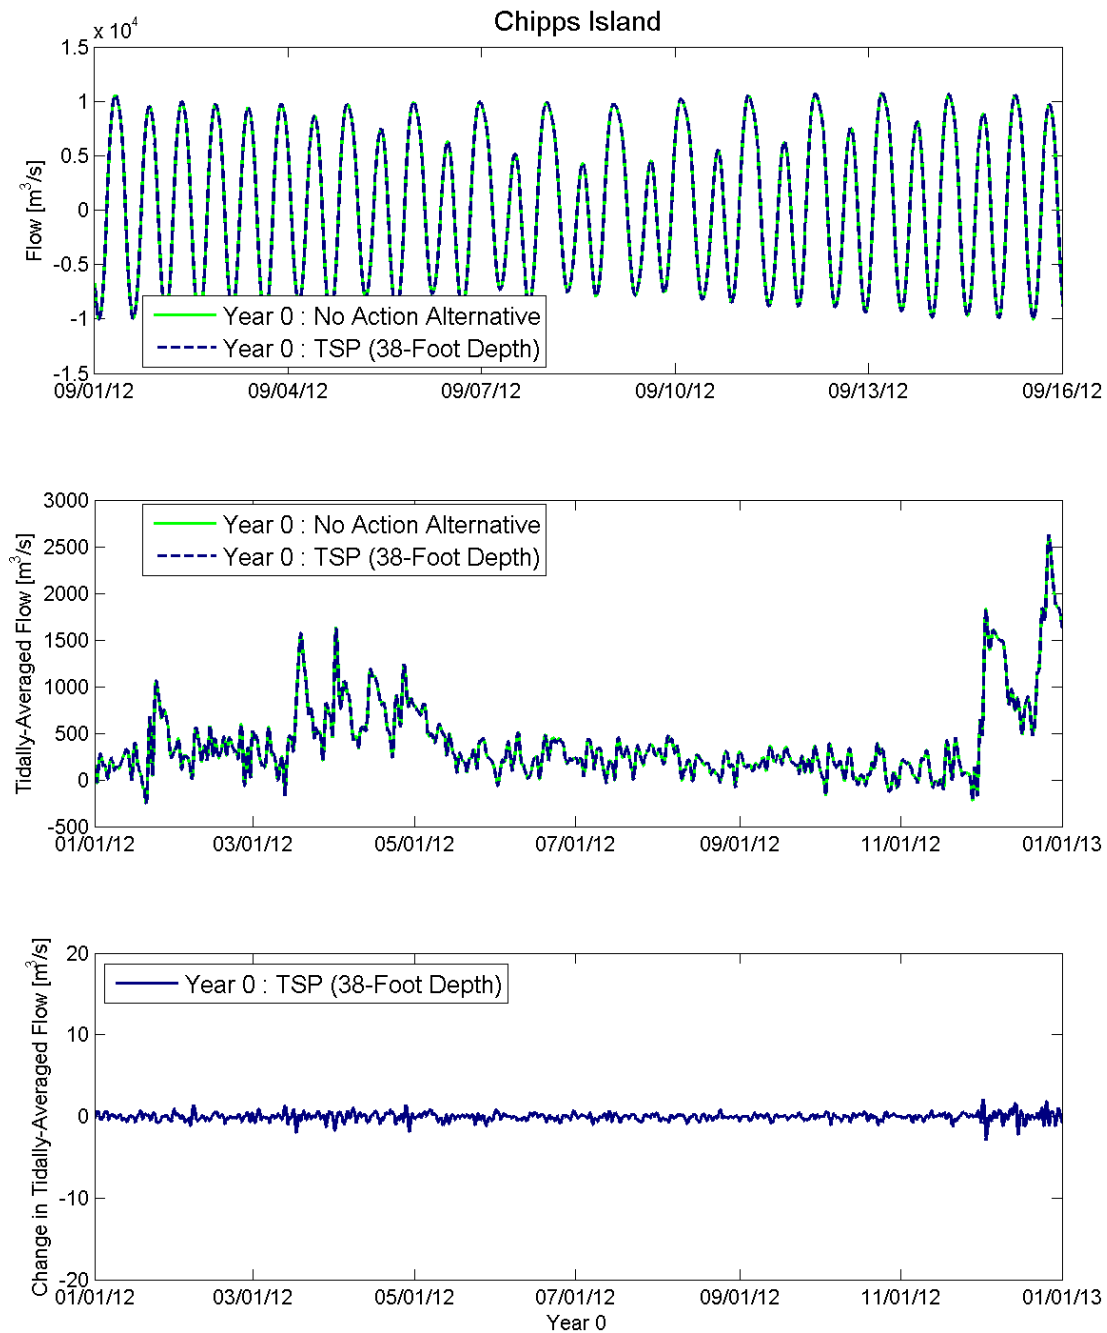 Chipps Island
x 10^4
1.5
1
0.5
0
-0.5
-1
-1.5
Flow [m^3/s]
Year 0 : No Action Alternative
Year 0 : TSP (38-Foot Depth)
09/01/12 09/04/12 09/07/12 09/10/12 09/13/12 09/16/12
3000
2500
2000
1500
1000
500
0
-500
Tidally-Averaged Flow [m^3/s]
Year 0 : No Action Alternative
Year 0 : TSP (38-Foot Depth)
01/01/12 03/01/12 05/01/12 07/01/12 09/01/12 11/01/12 01/01/13
20
10
0
-10
-20
Change in Tidally-Averaged Flow [m^3/s]
Year 0 : TSP (38-Foot Depth)
01/01/12 03/01/12 05/01/12 07/01/12 09/01/12 11/01/12 01/01/13
Year 0